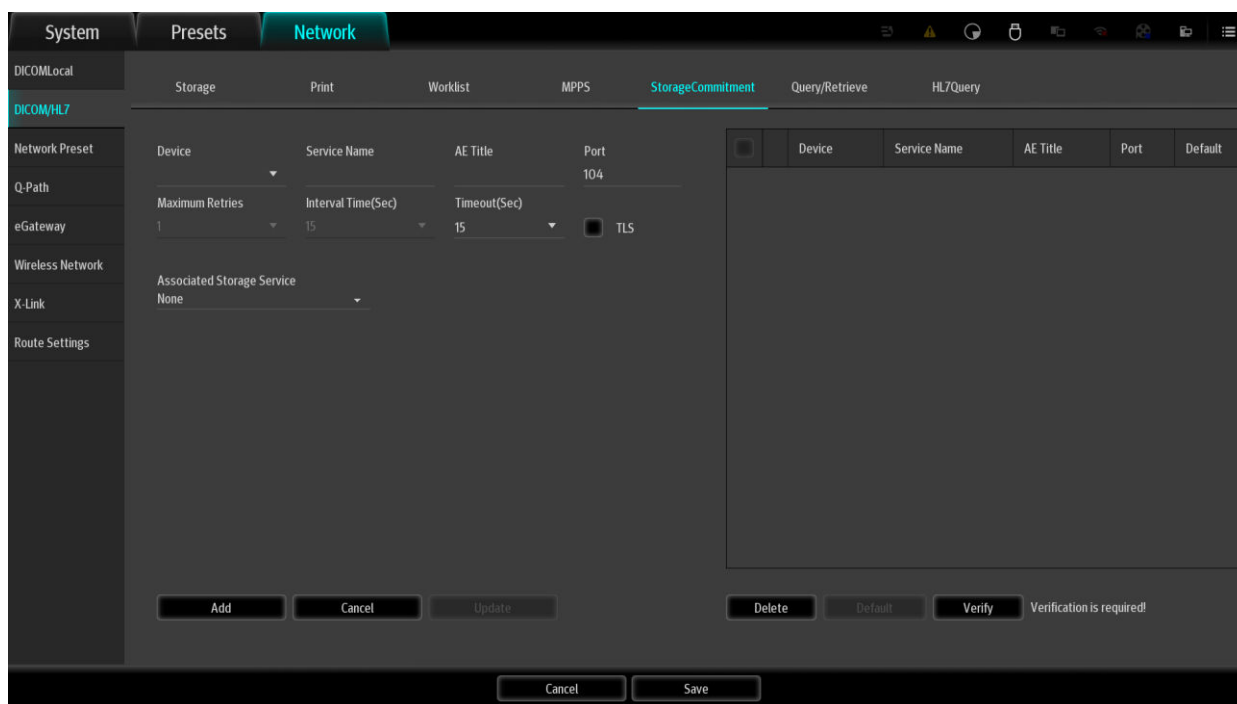 System Presets Network
DICOMLocal
DICOM/HL7
Network Preset
Q-Path
eGateway
Wireless Network
X-Link
Route Settings
Storage Print Worklist MPPS StorageCommitment Query/Retrieve HL7Query
Device Service Name AE Title Port
104
Maximum Retries Interval Time(Sec) Timeout(Sec)
1 15 15 TLS
Associated Storage Service
None
Add Cancel Update
Device Service Name AE Title Port Default
Delete Default Verify Verification is required!
Cancel Save